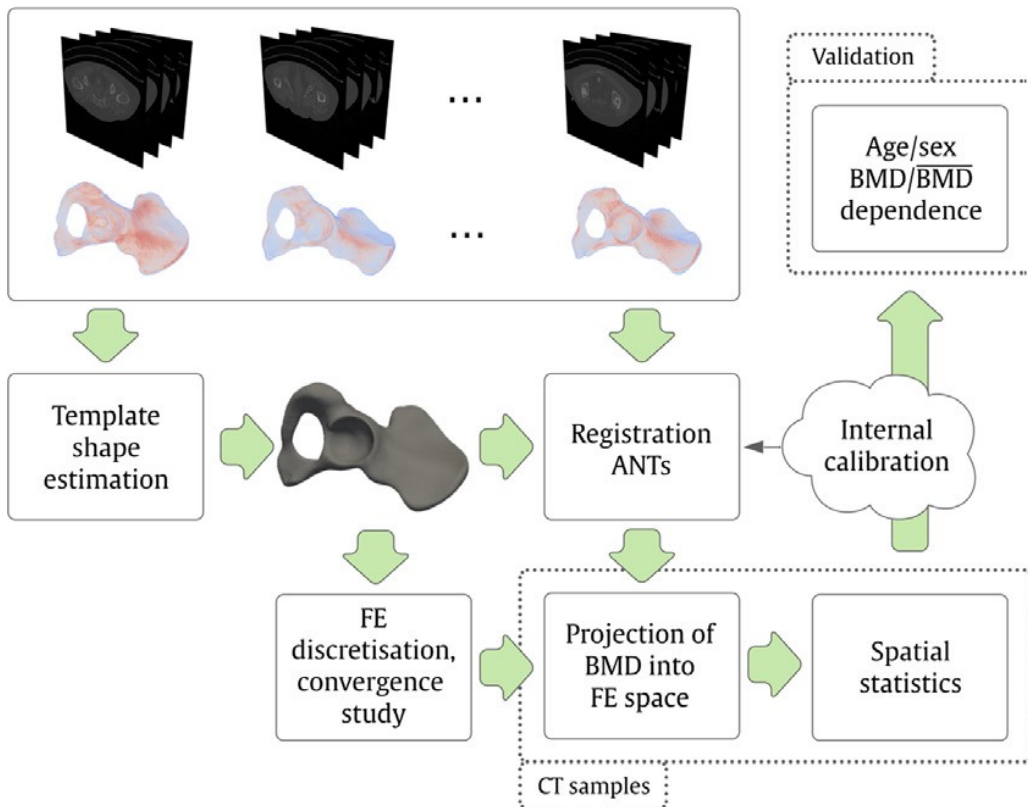 ...
...
Validation
Age/sex
BMD/B̅M̅D̅
dependence
Template
shape
estimation
Registration
ANTs
Internal
calibration
FE
discretisation,
convergence
study
Projection of
BMD into
FE space
Spatial
statistics
CT samples